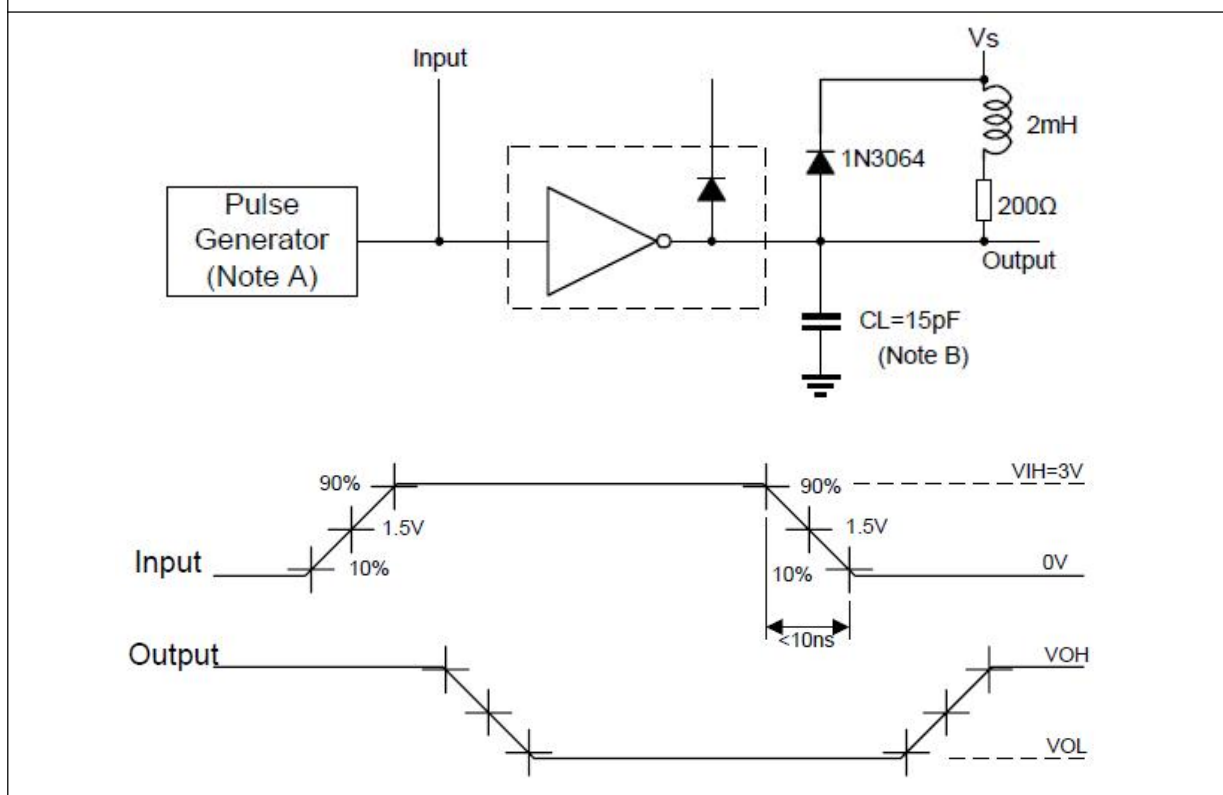 Input
Vs
2mH
1N3064
200Ω
Pulse
Generator
(Note A)
Output
CL=15pF
(Note B)
90%
90%
VIH=3V
1.5V
1.5V
Input
10%
10%
0V
<10ns
Output
VOH
VOL